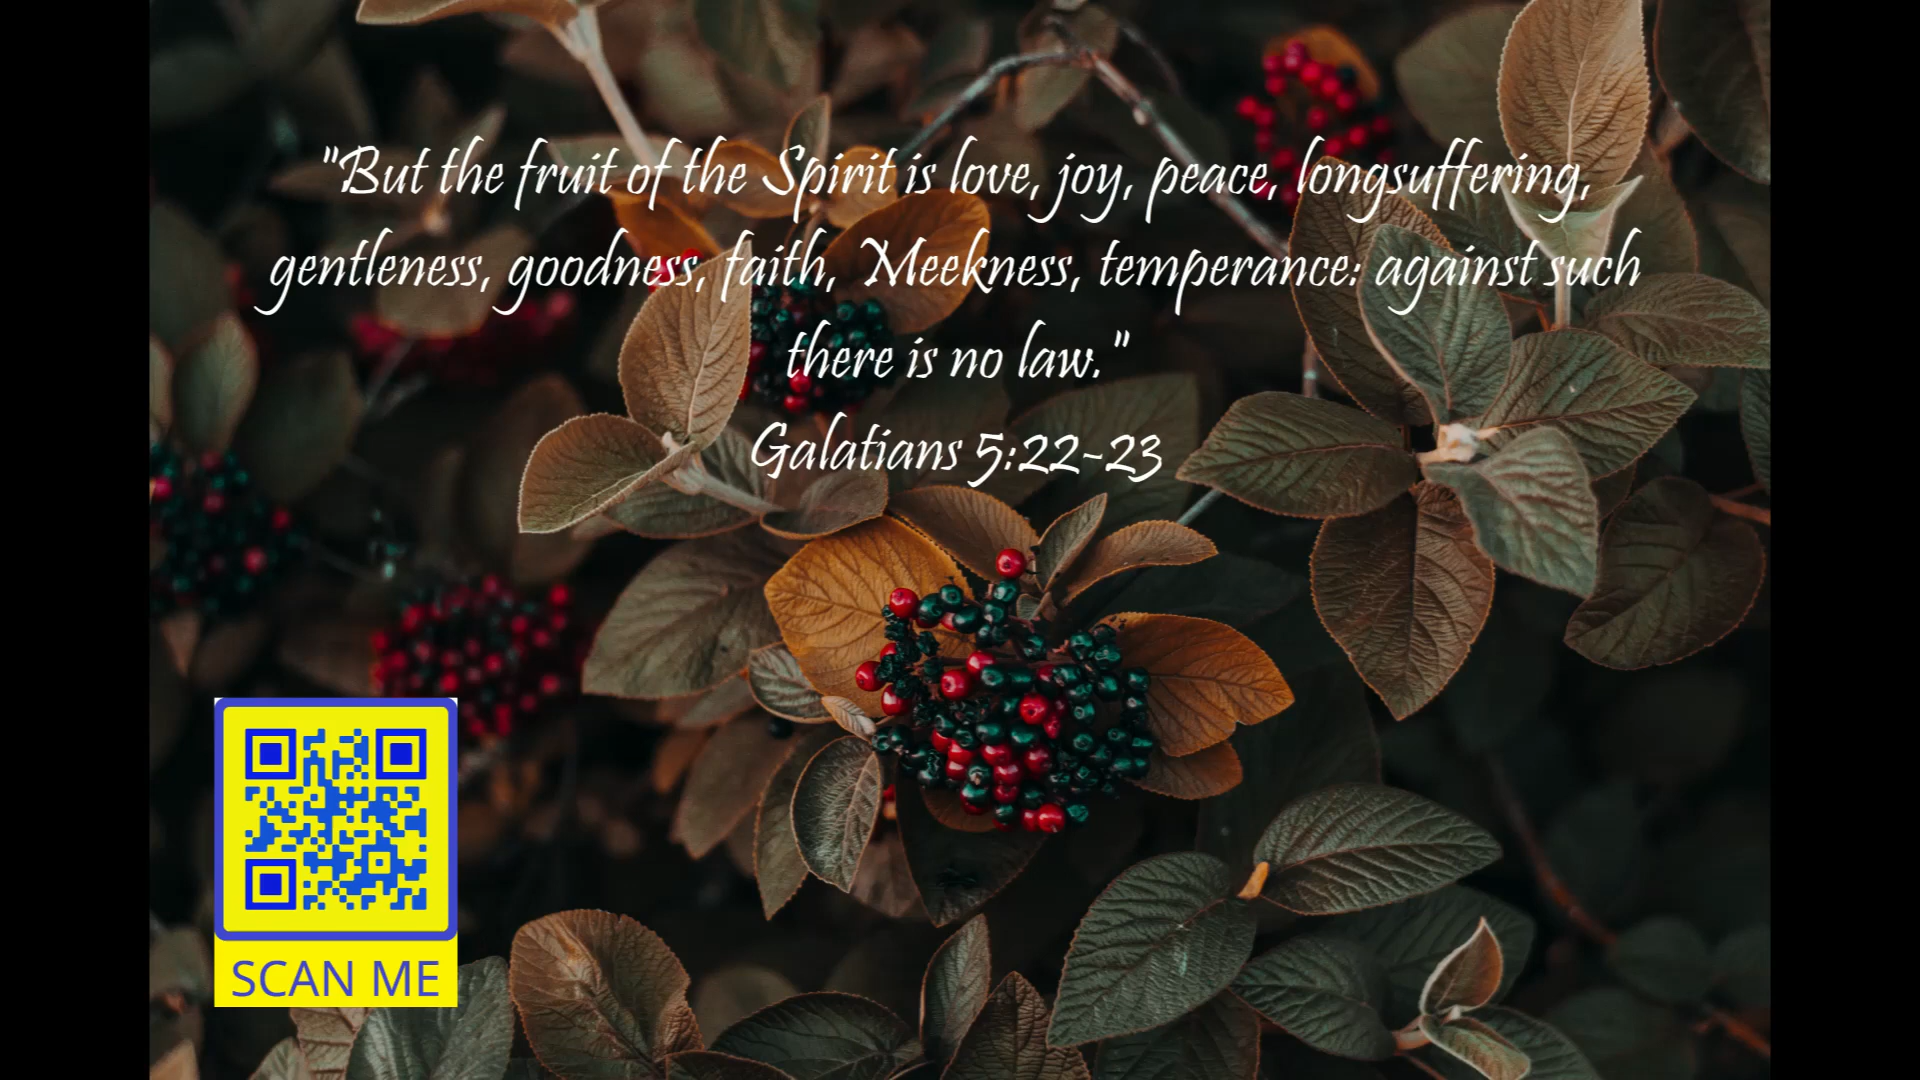 "But the fruit of the Spirit is love, joy, peace, longsuffering,
gentleness, goodness, faith, Meekness, temperance: against such
there is no law."
Galatians 5:22-23
SCAN ME